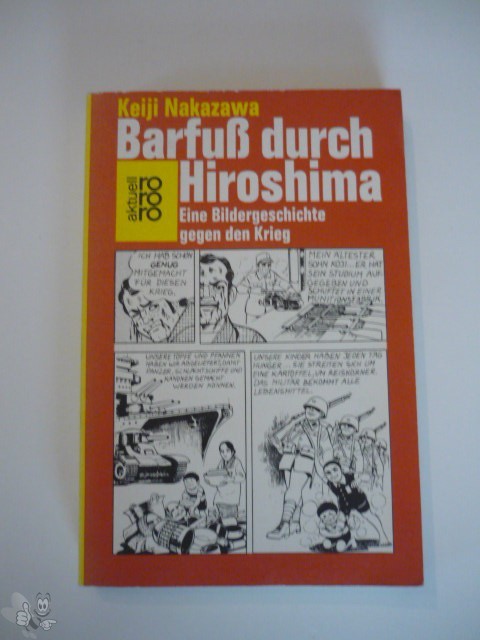 Keiji Nakazawa
Barfuß durch
Hiroshima
aktuell
roro
Eine Bildergeschichte
gegen den Krieg
ICH HAB SCHON
GENUG
MITGEMACHT
FÜR DIESEN
KRIEG.
MEIN ÄLTESTER
SOHN KOJI... ER HAT
SEIN STUDIUM AUF-
GEGEBEN UND
SCHUFTET IN EINER
MUNITIONSFABRIK.
UNSERE TÖPFE UND PFANNEN
HABEN WIR ABGELIEFERT, DAMIT
PANZER, SCHLACHTSCHIFFE UND
KANONEN GEMACHT
WERDEN KÖNNEN.
UNSERE KINDER HABEN JEDEN TAG
HUNGER... SIE STREITEN SICH UM
EINE KARTOFFEL, UM REISKÖRNER.
DAS MILITÄR BEKOMMT ALLE
LEBENSMITTEL.